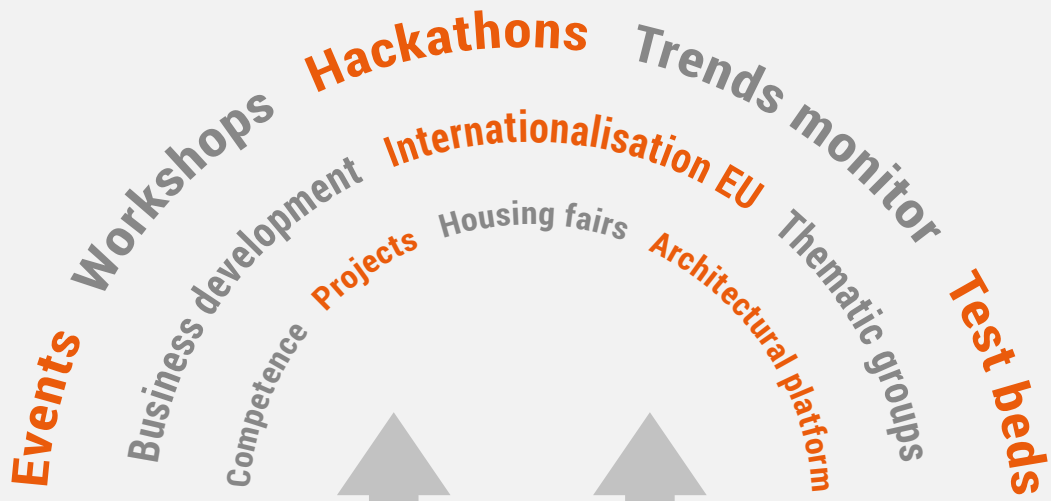 Events Workshops Hackathons Trends monitor Test beds
Business development Internationalisation EU Thematic groups
Competence Projects Housing fairs Architectural platform